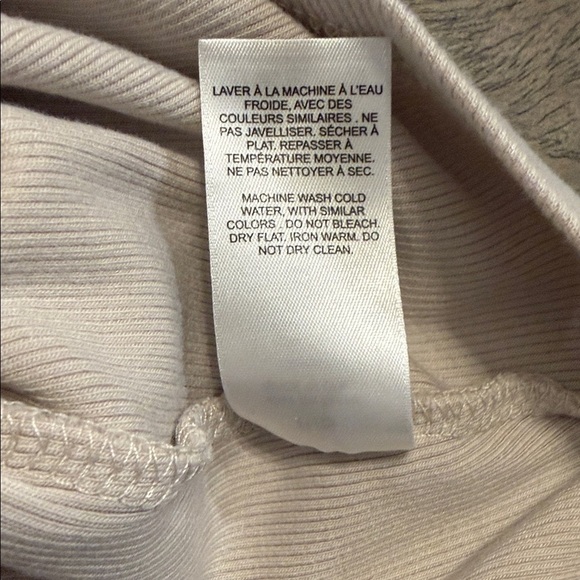 LAVER À LA MACHINE À L'EAU
FROIDE, AVEC DES
COULEURS SIMILAIRES . NE
PAS JAVELLISER. SÉCHER À
PLAT. REPASSER À
TEMPÉRATURE MOYENNE.
NE PAS NETTOYER À SEC.
MACHINE WASH COLD
WATER, WITH SIMILAR
COLORS . DO NOT BLEACH.
DRY FLAT. IRON WARM. DO
NOT DRY CLEAN.